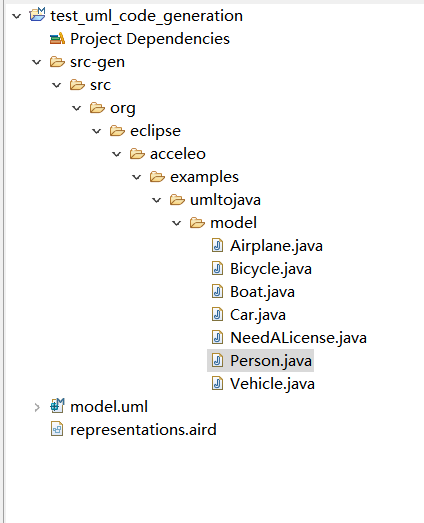 test_uml_code_generation
Project Dependencies
src-gen
src
org
eclipse
acceleo
examples
umltojava
model
Airplane.java
Bicycle.java
Boat.java
Car.java
NeedALicense.java
Person.java
Vehicle.java
model.uml
representations.aird